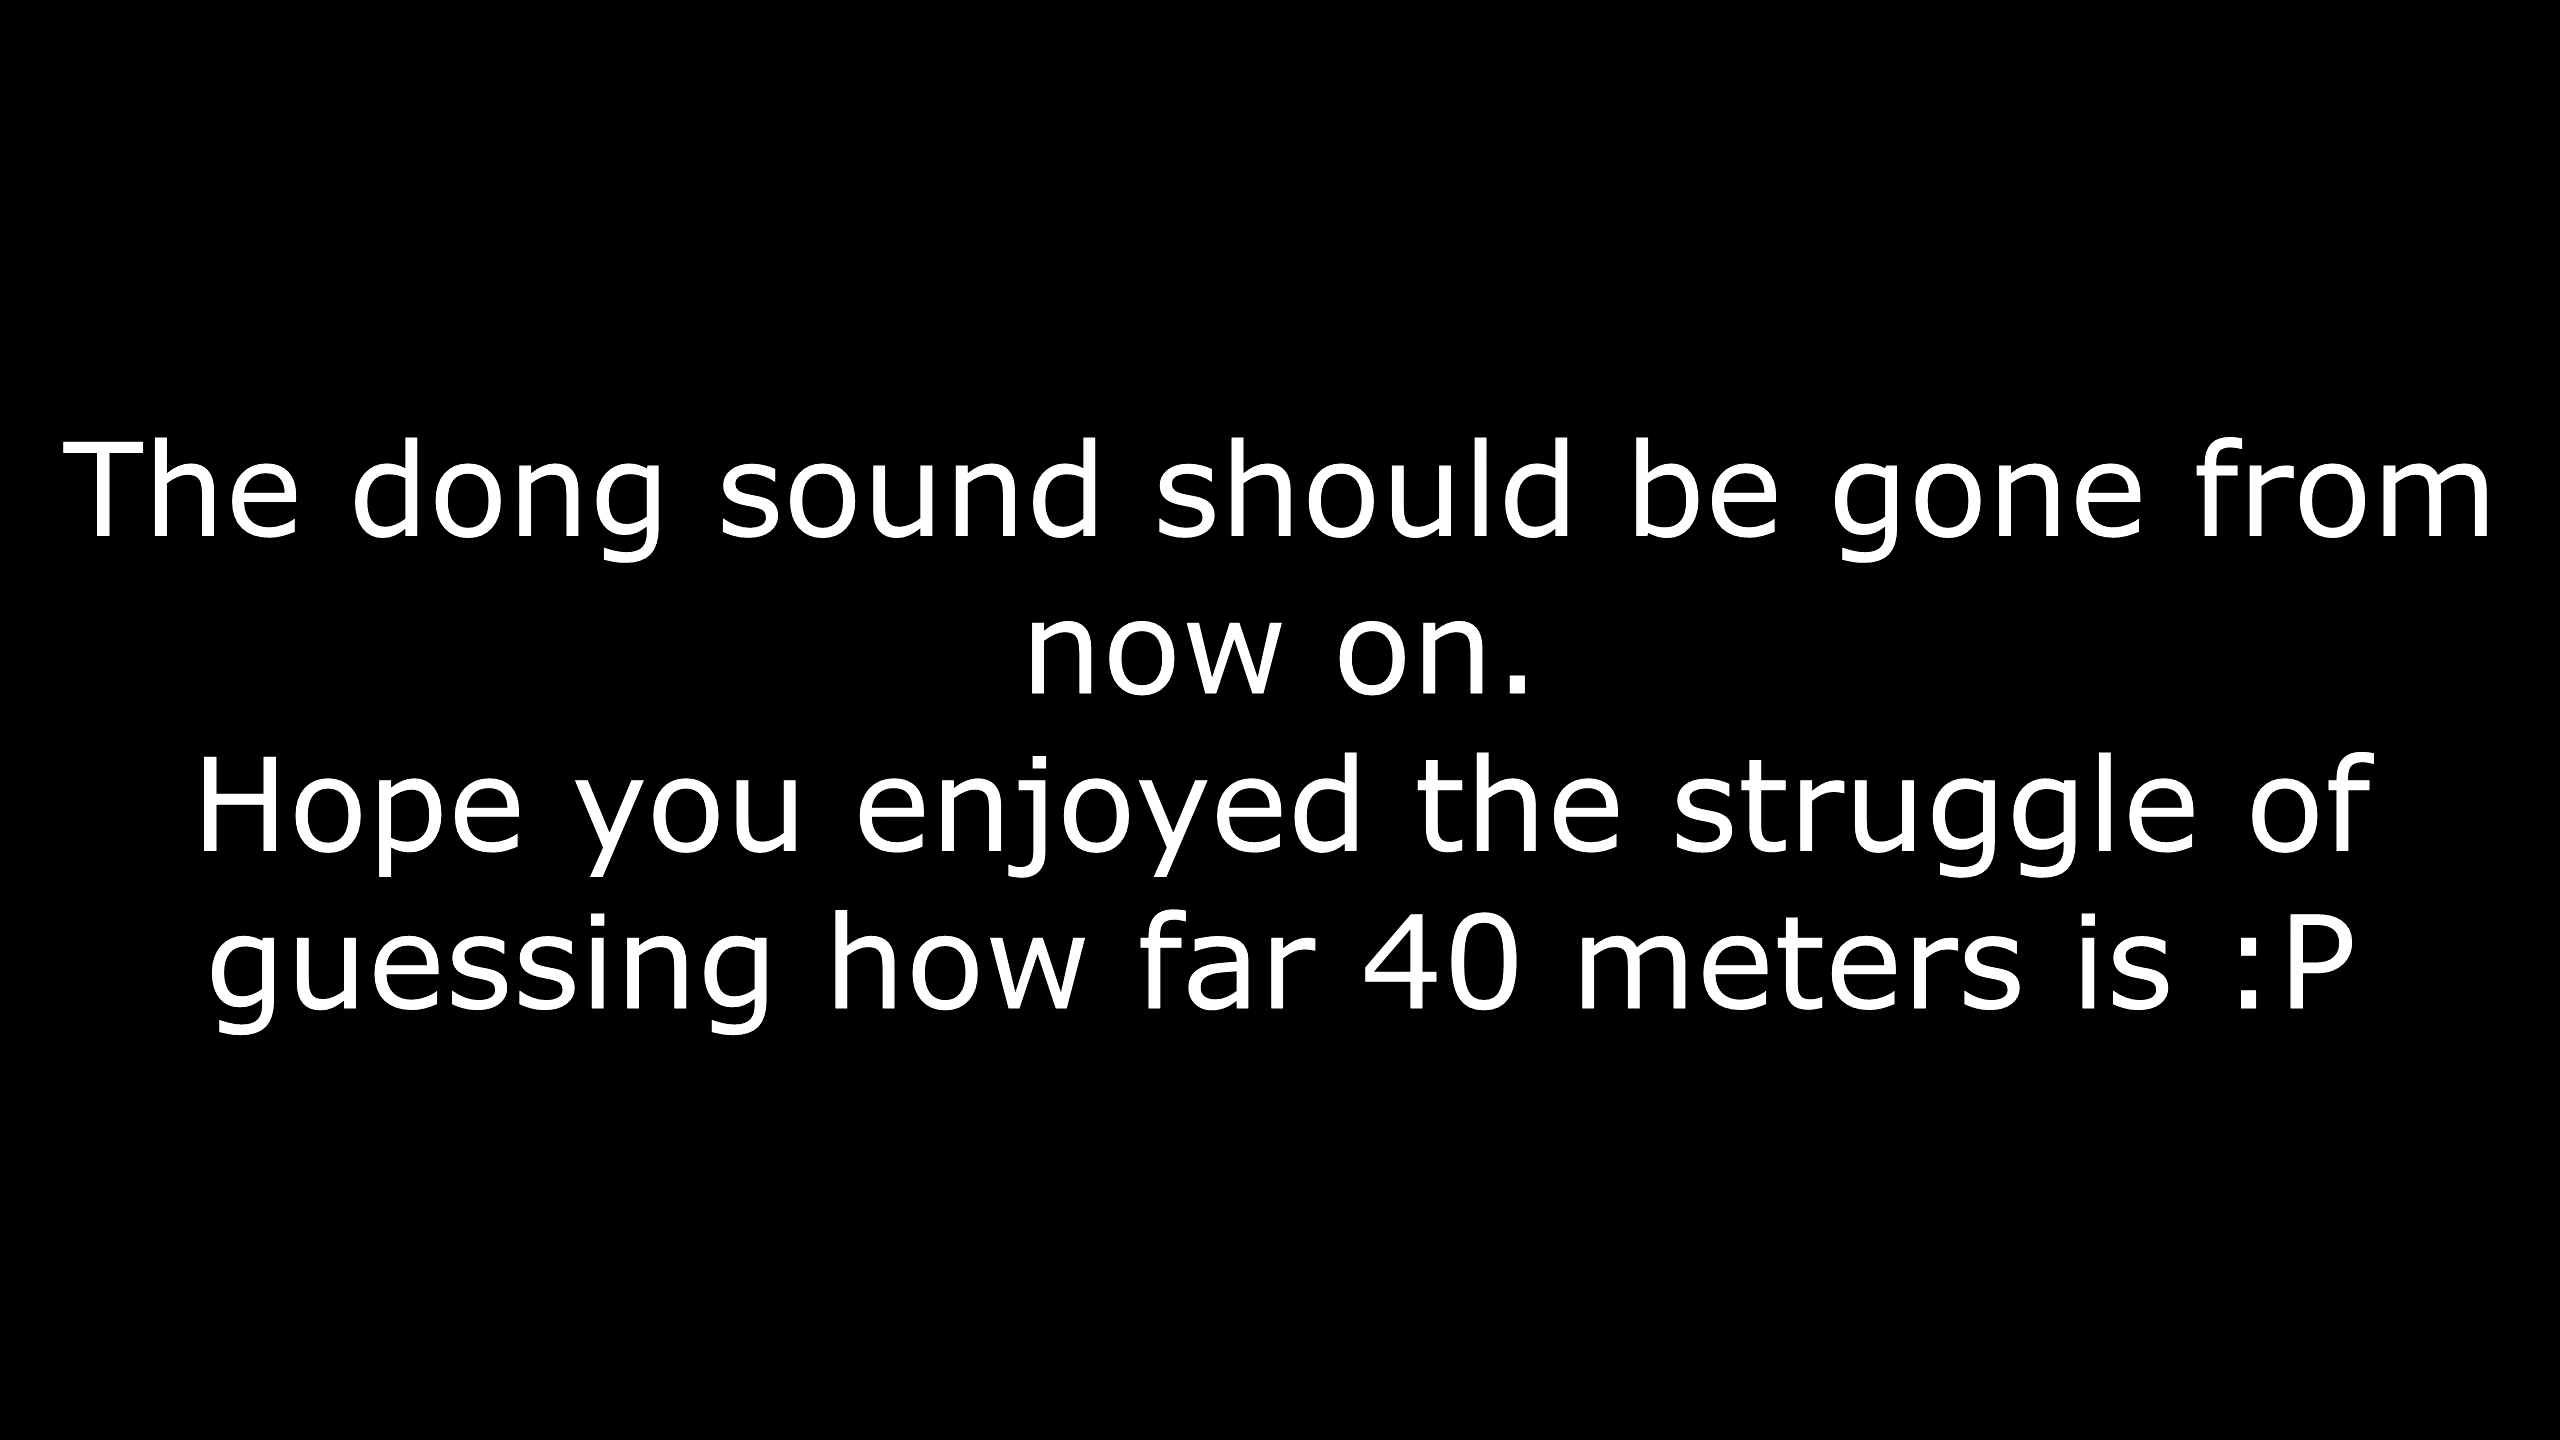 The dong sound should be gone from
now on.
Hope you enjoyed the struggle of
guessing how far 40 meters is :P